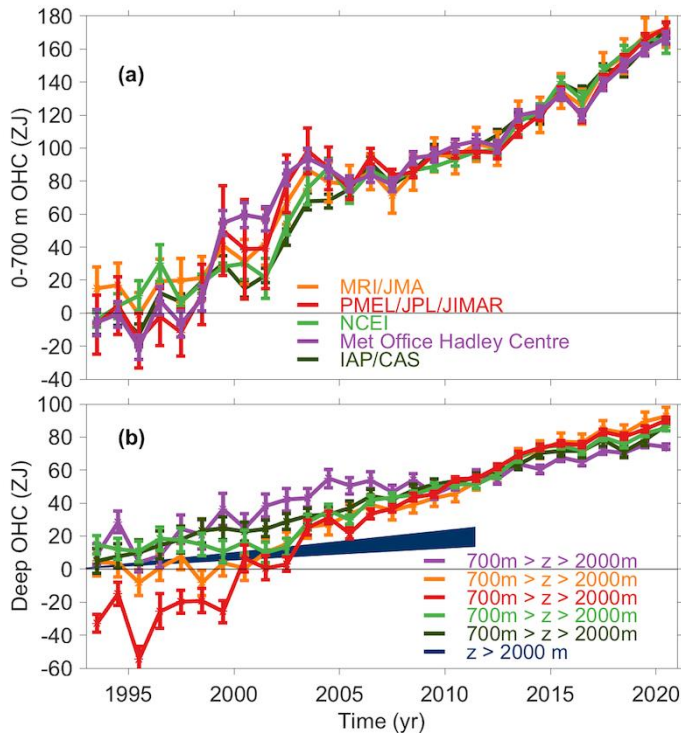 180
160
140
120
100
80
60
40
20
0
-20
-40
0-700 m OHC (ZJ)
(a)
MRI/JMA
PMEL/JPL/JIMAR
NCEI
Met Office Hadley Centre
IAP/CAS
100
80
60
40
20
0
-20
-40
-60
Deep OHC (ZJ)
(b)
700m > z > 2000m
700m > z > 2000m
700m > z > 2000m
700m > z > 2000m
700m > z > 2000m
z > 2000 m
1995 2000 2005 2010 2015 2020
Time (yr)